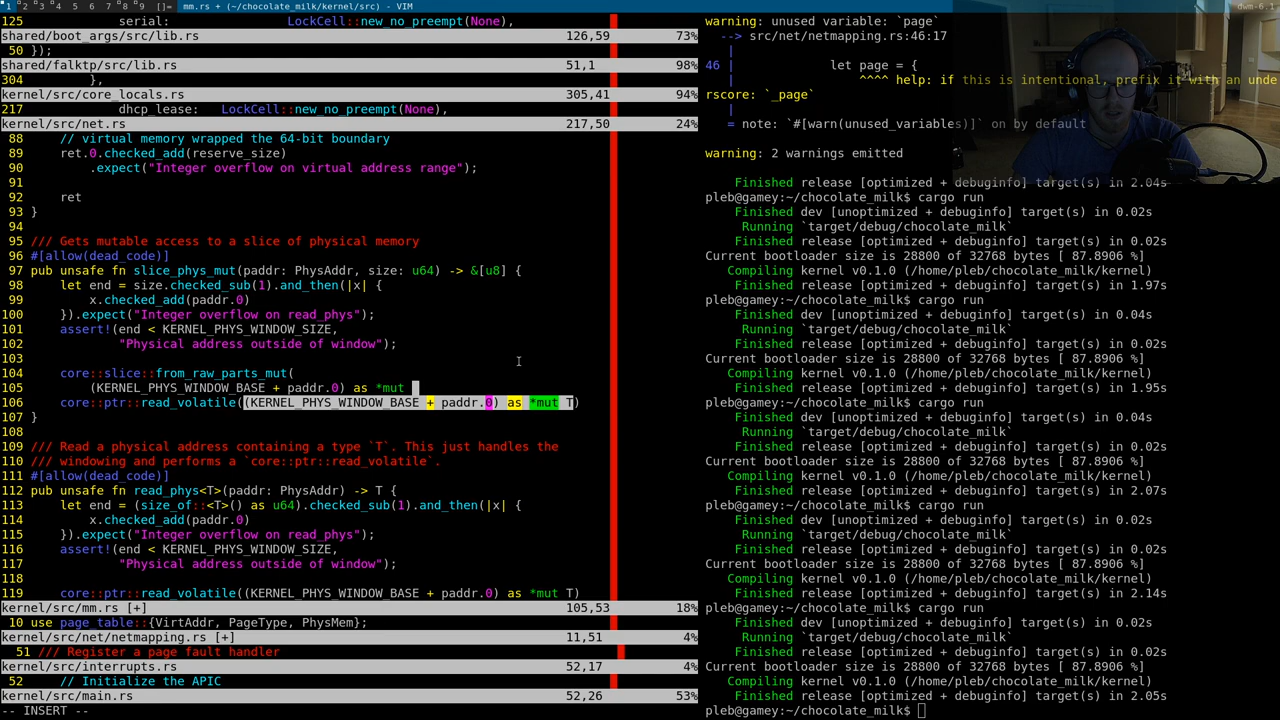 1 2 3 4 5 6 7 8 9 []= mm.rs + (~/chocolate_milk/kernel/src) - VIM dwm-6.1
125 serial: LockCell::new_no_preempt(None),
shared/boot_args/src/lib.rs 126,59 73%
50 });
shared/falktp/src/lib.rs 51,1 98%
304 },
kernel/src/core_locals.rs 305,41 94%
217 dhcp_lease: LockCell::new_no_preempt(None),
kernel/src/net.rs 217,50 24%
88 // virtual memory wrapped the 64-bit boundary
89 ret.0.checked_add(reserve_size)
90 .expect("Integer overflow on virtual address range");
91
92 ret
93 }
94
95 /// Gets mutable access to a slice of physical memory
96 #[allow(dead_code)]
97 pub unsafe fn slice_phys_mut(paddr: PhysAddr, size: u64) -> &[u8] {
98 let end = size.checked_sub(1).and_then(|x| {
99 x.checked_add(paddr.0)
100 }).expect("Integer overflow on read_phys");
101 assert!(end < KERNEL_PHYS_WINDOW_SIZE,
102 "Physical address outside of window");
103
104 core::slice::from_raw_parts_mut(
105 (KERNEL_PHYS_WINDOW_BASE + paddr.0) as *mut
106 core::ptr::read_volatile((KERNEL_PHYS_WINDOW_BASE + paddr.0) as *mut T)
107 }
108
109 /// Read a physical address containing a type `T`. This just handles the
110 /// windowing and performs a `core::ptr::read_volatile`.
111 #[allow(dead_code)]
112 pub unsafe fn read_phys<T>(paddr: PhysAddr) -> T {
113 let end = (size_of::<T>() as u64).checked_sub(1).and_then(|x| {
114 x.checked_add(paddr.0)
115 }).expect("Integer overflow on read_phys");
116 assert!(end < KERNEL_PHYS_WINDOW_SIZE,
117 "Physical address outside of window");
118
119 core::ptr::read_volatile((KERNEL_PHYS_WINDOW_BASE + paddr.0) as *mut T)
kernel/src/mm.rs [+] 105,53 18%
10 use page_table::{VirtAddr, PageType, PhysMem};
kernel/src/net/netmapping.rs [+] 11,51 4%
51 /// Register a page fault handler
kernel/src/interrupts.rs 52,17 4%
52 // Initialize the APIC
kernel/src/main.rs 52,26 53%
-- INSERT --
warning: unused variable: `page`
--> src/net/netmapping.rs:46:17
|
46 | let page = {
| ^^^^ help: if this is intentional, prefix it with an unde
rscore: `_page`
|
= note: `#[warn(unused_variables)]` on by default
warning: 2 warnings emitted
Finished release [optimized + debuginfo] target(s) in 2.04s
pleb@gamey:~/chocolate_milk$ cargo run
Finished dev [unoptimized + debuginfo] target(s) in 0.02s
Running `target/debug/chocolate_milk`
Finished release [optimized + debuginfo] target(s) in 0.02s
Current bootloader size is 28800 of 32768 bytes [ 87.8906 %]
Compiling kernel v0.1.0 (/home/pleb/chocolate_milk/kernel)
Finished release [optimized + debuginfo] target(s) in 1.97s
pleb@gamey:~/chocolate_milk$ cargo run
Finished dev [unoptimized + debuginfo] target(s) in 0.04s
Running `target/debug/chocolate_milk`
Finished release [optimized + debuginfo] target(s) in 0.02s
Current bootloader size is 28800 of 32768 bytes [ 87.8906 %]
Compiling kernel v0.1.0 (/home/pleb/chocolate_milk/kernel)
Finished release [optimized + debuginfo] target(s) in 1.95s
pleb@gamey:~/chocolate_milk$ cargo run
Finished dev [unoptimized + debuginfo] target(s) in 0.04s
Running `target/debug/chocolate_milk`
Finished release [optimized + debuginfo] target(s) in 0.02s
Current bootloader size is 28800 of 32768 bytes [ 87.8906 %]
Compiling kernel v0.1.0 (/home/pleb/chocolate_milk/kernel)
Finished release [optimized + debuginfo] target(s) in 2.07s
pleb@gamey:~/chocolate_milk$ cargo run
Finished dev [unoptimized + debuginfo] target(s) in 0.02s
Running `target/debug/chocolate_milk`
Finished release [optimized + debuginfo] target(s) in 0.02s
Current bootloader size is 28800 of 32768 bytes [ 87.8906 %]
Compiling kernel v0.1.0 (/home/pleb/chocolate_milk/kernel)
Finished release [optimized + debuginfo] target(s) in 2.14s
pleb@gamey:~/chocolate_milk$ cargo run
Finished dev [unoptimized + debuginfo] target(s) in 0.02s
Running `target/debug/chocolate_milk`
Finished release [optimized + debuginfo] target(s) in 0.02s
Current bootloader size is 28800 of 32768 bytes [ 87.8906 %]
Compiling kernel v0.1.0 (/home/pleb/chocolate_milk/kernel)
Finished release [optimized + debuginfo] target(s) in 2.05s
pleb@gamey:~/chocolate_milk$